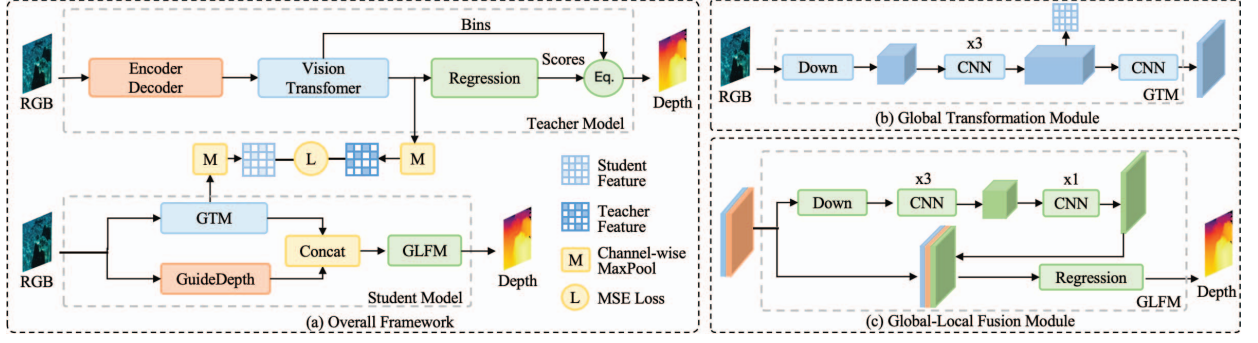 Bins
RGB
Encoder
Decoder
Vision
Transfomer
Regression
Scores
Eq.
Depth
Teacher Model
M
L
M
RGB
GTM
GuideDepth
Concat
GLFM
Depth
Student Model
Student
Feature
Teacher
Feature
M
Channel-wise
MaxPool
L
MSE Loss
(a) Overall Framework
RGB
Down
x3
CNN
CNN
GTM
(b) Global Transformation Module
Down
x3
CNN
x1
CNN
Regression
GLFM
Depth
(c) Global-Local Fusion Module